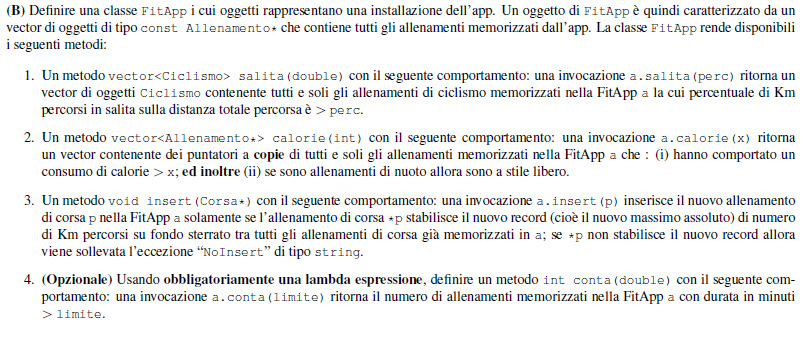 (B) Definire una classe FitApp i cui oggetti rappresentano una installazione dell'app. Un oggetto di FitApp è quindi caratterizzato da un
vector di oggetti di tipo const Allenamento* che contiene tutti gli allenamenti memorizzati dall'app. La classe FitApp rende disponibili
i seguenti metodi:
1. Un metodo vector<Ciclismo> salita(double) con il seguente comportamento: una invocazione a.salita(perc) ritorna un
vector di oggetti Ciclismo contenente tutti e soli gli allenamenti di ciclismo memorizzati nella FitApp a la cui percentuale di Km
percorsi in salita sulla distanza totale percorsa è > perc.
2. Un metodo vector<Allenamento*> calorie(int) con il seguente comportamento: una invocazione a.calorie(x) ritorna
un vector contenente dei puntatori a copie di tutti e soli gli allenamenti memorizzati nella FitApp a che : (i) hanno comportato un
consumo di calorie > x; ed inoltre (ii) se sono allenamenti di nuoto allora sono a stile libero.
3. Un metodo void insert(Corsa*) con il seguente comportamento: una invocazione a.insert(p) inserisce il nuovo allenamento
di corsa p nella FitApp a solamente se l'allenamento di corsa *p stabilisce il nuovo record (cioè il nuovo massimo assoluto) di numero
di Km percorsi su fondo sterrato tra tutti gli allenamenti di corsa già memorizzati in a; se *p non stabilisce il nuovo record allora
viene sollevata l'eccezione “NoInsert” di tipo string.
4. (Opzionale) Usando obbligatoriamente una lambda espressione, definire un metodo int conta(double) con il seguente com-
portamento: una invocazione a.conta(limite) ritorna il numero di allenamenti memorizzati nella FitApp a con durata in minuti
> limite.